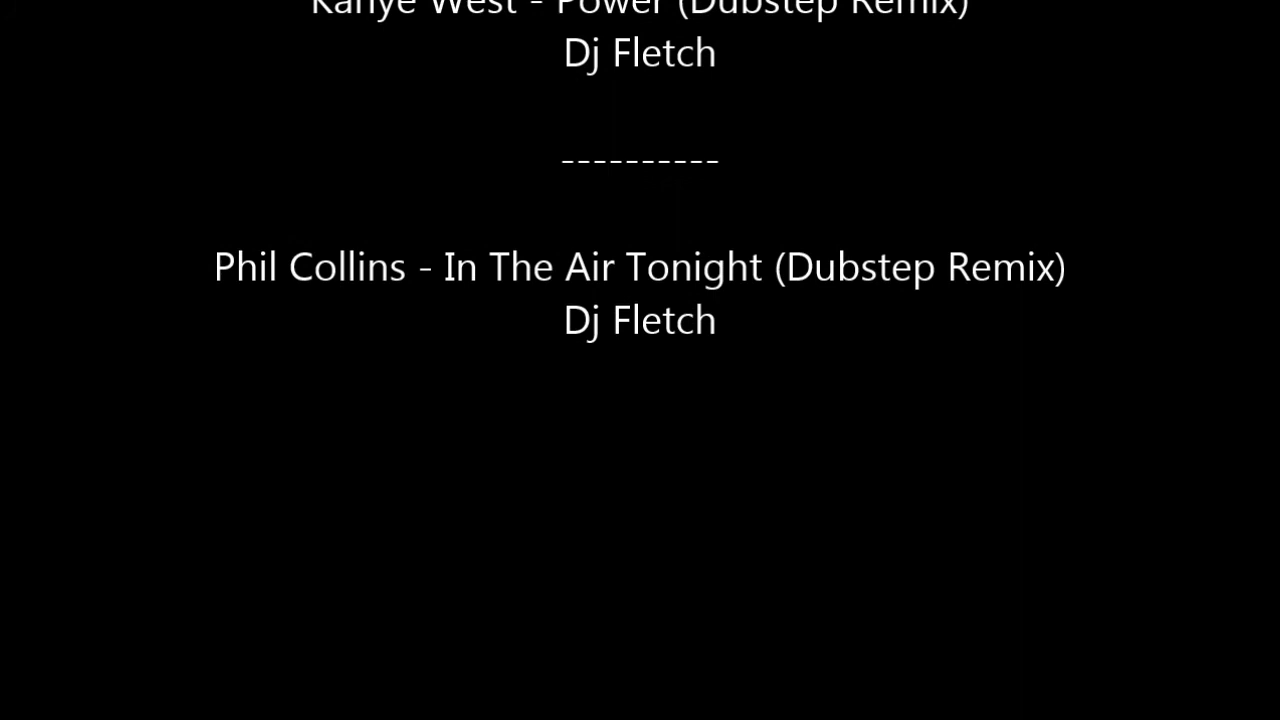 Kanye West - Power (Dubstep Remix)
Dj Fletch
----------
Phil Collins - In The Air Tonight (Dubstep Remix)
Dj Fletch